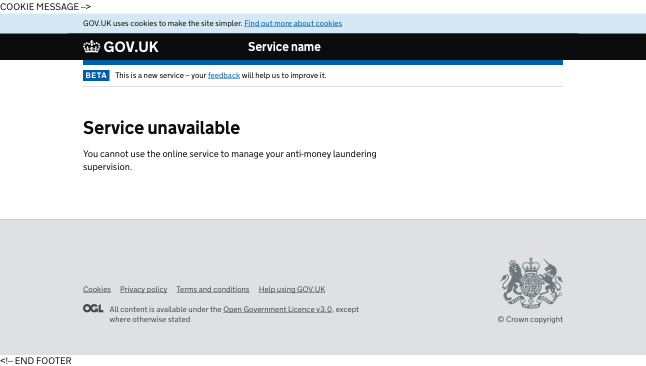 COOKIE MESSAGE -->
GOV.UK uses cookies to make the site simpler. Find out more about cookies
GOV.UK Service name
BETA This is a new service – your feedback will help us to improve it.
Service unavailable
You cannot use the online service to manage your anti-money laundering
supervision.
Cookies Privacy policy Terms and conditions Help using GOV.UK
OGL All content is available under the Open Government Licence v3.0, except
where otherwise stated
© Crown copyright
<!-- END FOOTER